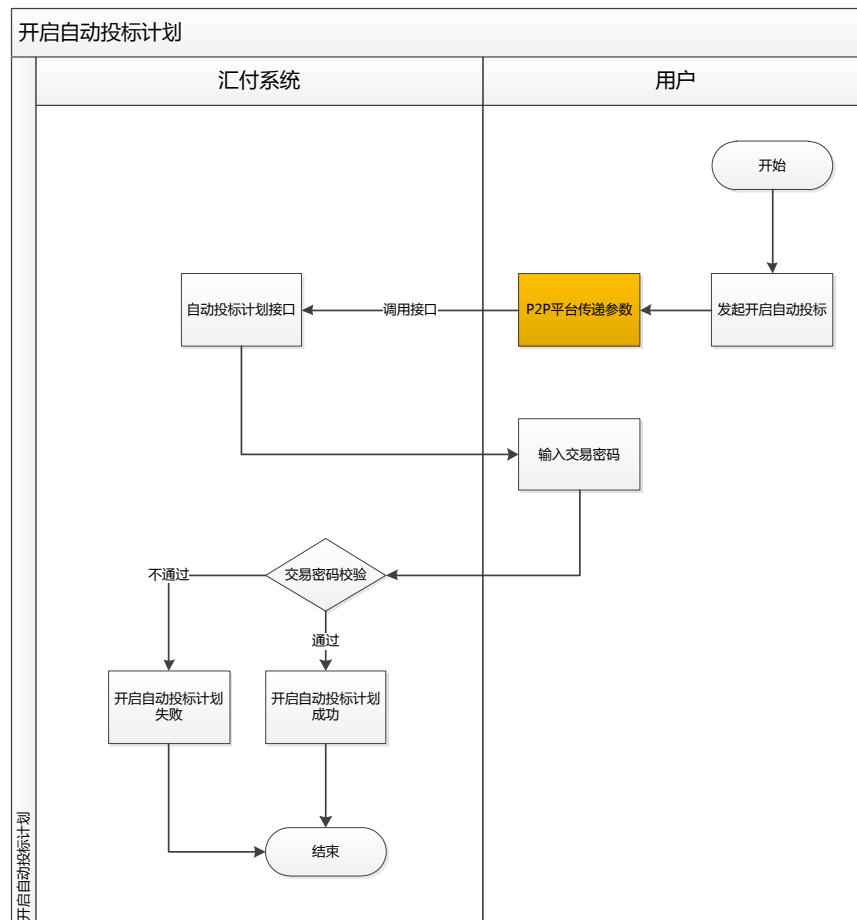 开启自动投标计划
汇付系统
用户
开始
自动投标计划接口
调用接口
P2P平台传递参数
发起开启自动投标
输入交易密码
不通过
交易密码校验
通过
开启自动投标计划
失败
开启自动投标计划
成功
结束
开启自动投标计划